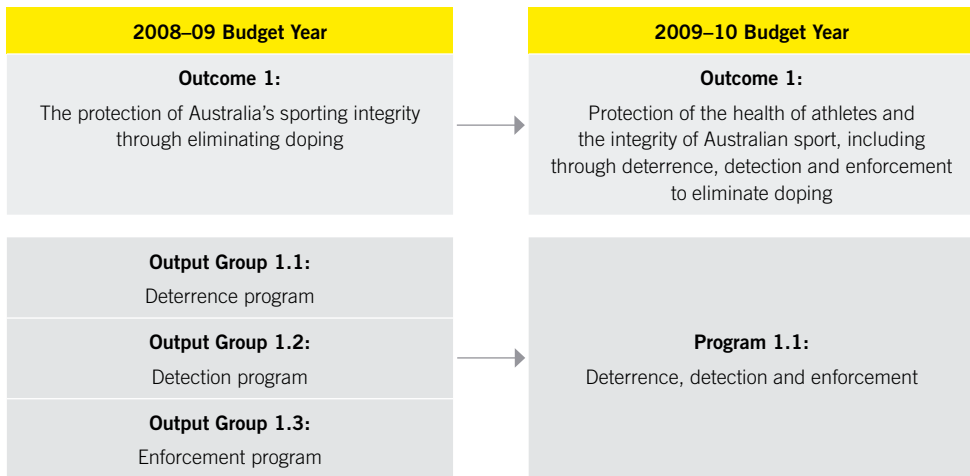 2008–09 Budget Year
2009–10 Budget Year
Outcome 1:
The protection of Australia’s sporting integrity
through eliminating doping
Outcome 1:
Protection of the health of athletes and
the integrity of Australian sport, including
through deterrence, detection and enforcement
to eliminate doping
Output Group 1.1:
Deterrence program
Output Group 1.2:
Detection program
Output Group 1.3:
Enforcement program
Program 1.1:
Deterrence, detection and enforcement